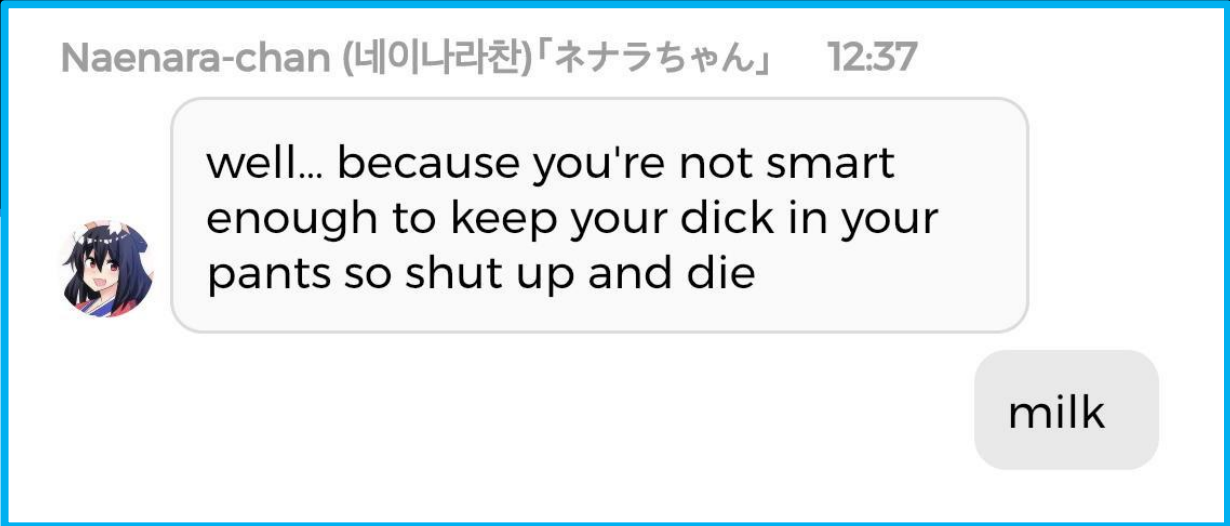 Naenara-chan (네이나라찬)「ネナラちゃん」 12:37
well... because you're not smart
enough to keep your dick in your
pants so shut up and die
milk